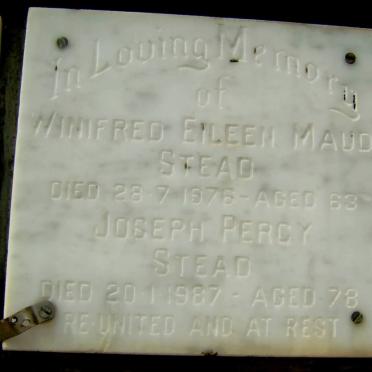 In Loving Memory
of
WINIFRED EILEEN MAUD
STEAD
DIED 28·7·1976 - AGED 63
JOSEPH PERCY
STEAD
DIED 20·1·1987 - AGED 78
RE-UNITED AND AT REST